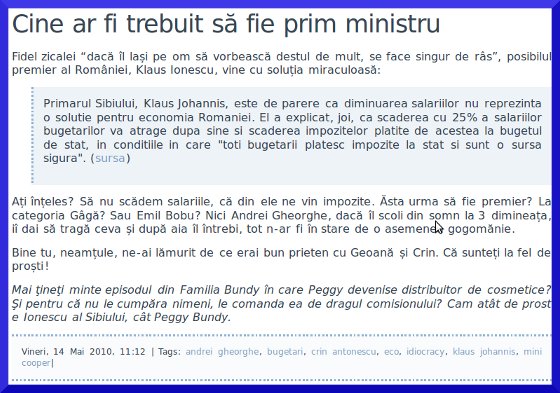 Cine ar fi trebuit să fie prim ministru
Fidel zicalei “dacă îl lași pe om să vorbească destul de mult, se face singur de râs”, posibilul
premier al României, Klaus Ionescu, vine cu soluția miraculoasă:
Primarul Sibiului, Klaus Johannis, este de parere ca diminuarea salariilor nu reprezinta
o solutie pentru economia Romaniei. El a explicat, joi, ca scaderea cu 25% a salariilor
bugetarilor va atrage dupa sine si scaderea impozitelor platite de acestea la bugetul
de stat, in conditiile in care "toti bugetarii platesc impozite la stat si sunt o sursa
sigura". (sursa)
Ați înțeles? Să nu scădem salariile, că din ele ne vin impozite. Ăsta urma să fie premier? La
categoria Gâgă? Sau Emil Bobu? Nici Andrei Gheorghe, dacă îl scoli din somn la 3 dimineața,
îi dai să tragă ceva și după aia îl întrebi, tot n-ar fi în stare de o asemenea gogomănie.
Bine tu, neamțule, ne-ai lămurit de ce erai bun prieten cu Geoană și Crin. Că sunteți la fel de
proști!
Mai ţineţi minte episodul din Familia Bundy în care Peggy devenise distribuitor de cosmetice?
Şi pentru că nu le cumpăra nimeni, le comanda ea de dragul comisionului? Cam atât de prost
e Ionescu al Sibiului, cât Peggy Bundy.
Vineri, 14 Mai 2010, 11:12 | Tags: andrei gheorghe, bugetari, crin antonescu, eco, idiocracy, klaus johannis, mini
cooper|